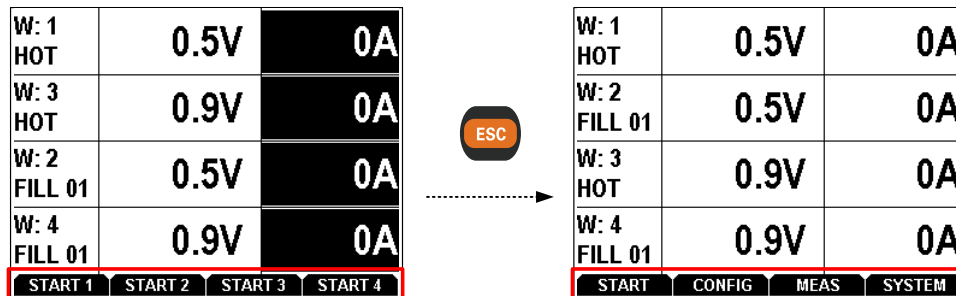 W: 1
HOT
0.5V
0A
W: 3
HOT
0.9V
0A
W: 2
FILL 01
0.5V
0A
W: 4
FILL 01
0.9V
0A
START 1 START 2 START 3 START 4
ESC
W: 1
HOT
0.5V
0A
W: 2
FILL 01
0.5V
0A
W: 3
HOT
0.9V
0A
W: 4
FILL 01
0.9V
0A
START CONFIG MEAS SYSTEM